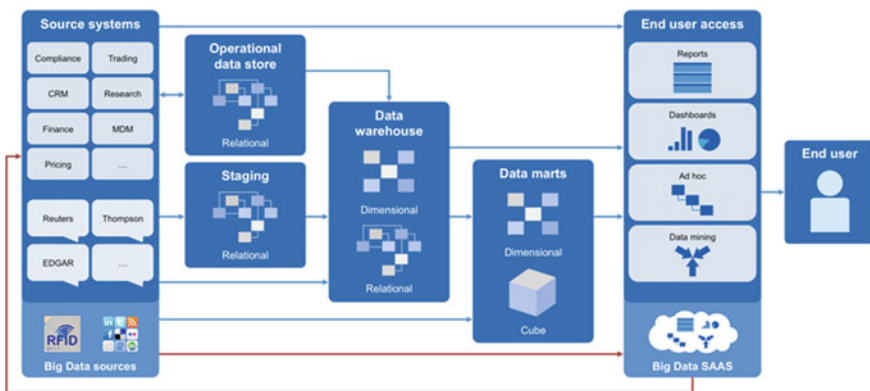 Source systems
Compliance
Trading
CRM
Research
Finance
MDM
Pricing
...
Reuters
Thompson
EDGAR
...
RFID
Big Data sources
Operational
data store
Relational
Staging
Relational
Data
warehouse
Dimensional
Relational
Data marts
Dimensional
Cube
End user access
Reports
Dashboards
Ad hoc
Data mining
Big Data SAAS
End user